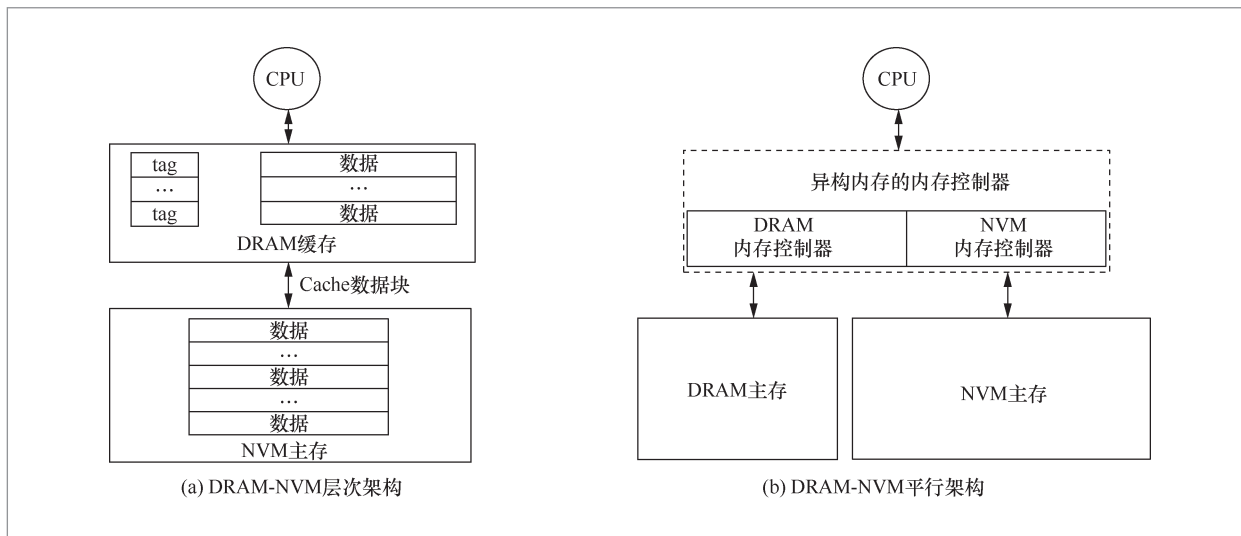 CPU
tag
…
tag
数据
…
数据
DRAM缓存
Cache数据块
数据
…
数据
…
数据
NVM主存
(a) DRAM-NVM层次架构
CPU
异构内存的内存控制器
DRAM
内存控制器
NVM
内存控制器
DRAM主存
NVM主存
(b) DRAM-NVM平行架构